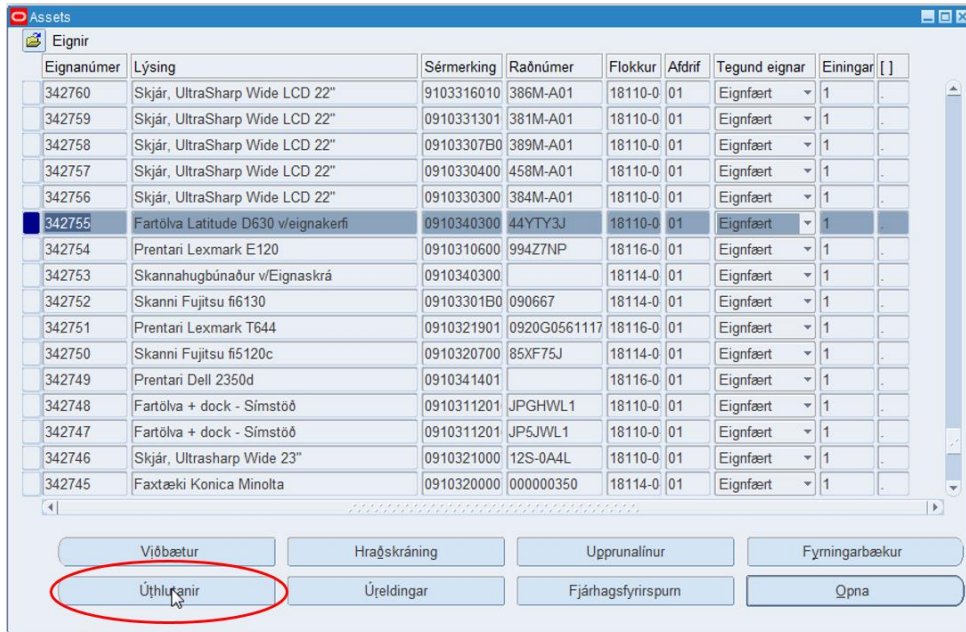 Assets
Eignir
Eignanúmer Lýsing Sérmerking Raðnúmer Flokkur Afdrif Tegund eignar Einingar [ ]
342760 Skjár, UltraSharp Wide LCD 22" 9103316010 386M-A01 18110-0 01 Eignfært 1 .
342759 Skjár, UltraSharp Wide LCD 22" 0910331301 381M-A01 18110-0 01 Eignfært 1 .
342758 Skjár, UltraSharp Wide LCD 22" 09103307B0 389M-A01 18110-0 01 Eignfært 1 .
342757 Skjár, UltraSharp Wide LCD 22" 0910330400 458M-A01 18110-0 01 Eignfært 1 .
342756 Skjár, UltraSharp Wide LCD 22" 0910330300 384M-A01 18110-0 01 Eignfært 1 .
342755 Fartölva Latitude D630 v/eignakerfi 0910340300 44YTY3J 18110-0 01 Eignfært 1 .
342754 Prentari Lexmark E120 0910310600 994Z7NP 18116-0 01 Eignfært 1 .
342753 Skannahugbúnaður v/Eignaskrá 0910340300 18114-0 01 Eignfært 1 .
342752 Skanni Fujitsu fi6130 09103301B0 090667 18114-0 01 Eignfært 1 .
342751 Prentari Lexmark T644 0910321901 0920G0561117 18116-0 01 Eignfært 1 .
342750 Skanni Fujitsu fi5120c 0910320700 85XF75J 18114-0 01 Eignfært 1 .
342749 Prentari Dell 2350d 0910341401 18116-0 01 Eignfært 1 .
342748 Fartölva + dock - Símstöð 0910311201 JPGHWL1 18110-0 01 Eignfært 1 .
342747 Fartölva + dock - Símstöð 0910311201 JP5JWL1 18110-0 01 Eignfært 1 .
342746 Skjár, Ultrasharp Wide 23" 0910321000 12S-0A4L 18110-0 01 Eignfært 1 .
342745 Faxtæki Konica Minolta 0910320000 000000350 18114-0 01 Eignfært 1 .
Viðbætur Hraðskráning Upprunalínur Fyrningarbækur
Úthlutanir Úreldingar Fjárhagsfyrirspurn Opna